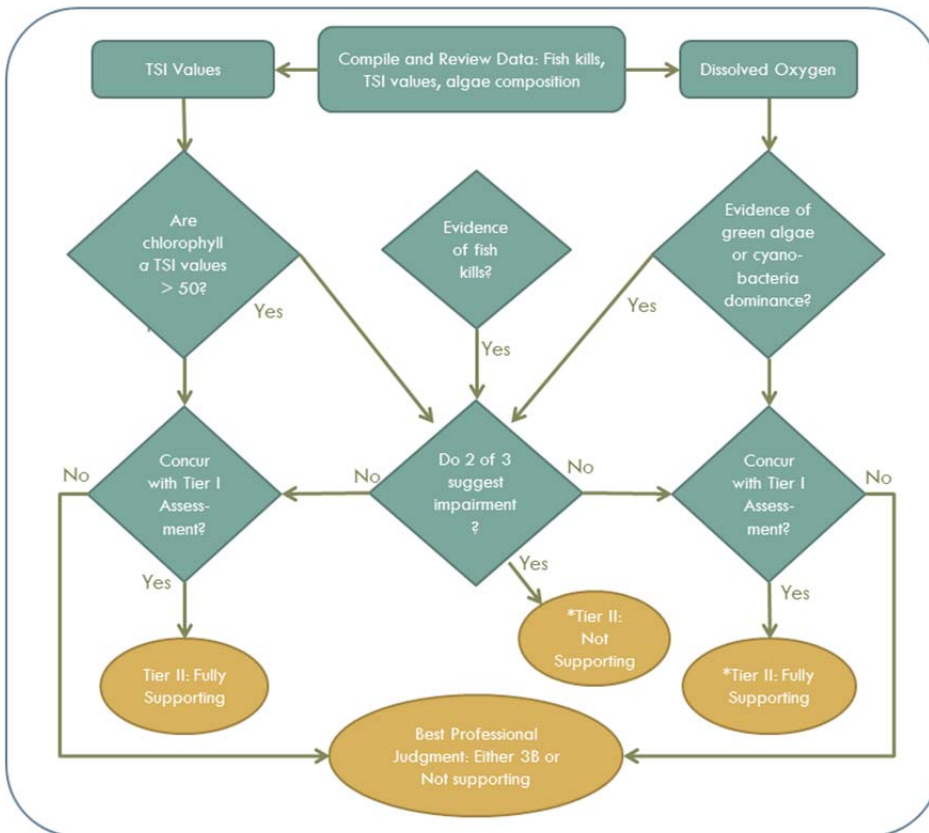 TSI Values
Compile and Review Data: Fish kills,
TSI values, algae composition
Dissolved Oxygen
Are
chlorophyll
a TSI values
> 50?
Evidence
of fish
kills?
Evidence of
green algae
or cyano-
bacteria
dominance?
Yes
Yes
Yes
No
Concur
with Tier I
Assess-
ment?
No
Do 2 of 3
suggest
impairment
?
No
Concur
with Tier I
Assess-
ment?
No
Yes
Yes
Yes
Tier II: Fully
Supporting
*Tier II:
Not
Supporting
*Tier II: Fully
Supporting
Best Professional
Judgment: Either 3B or
Not supporting